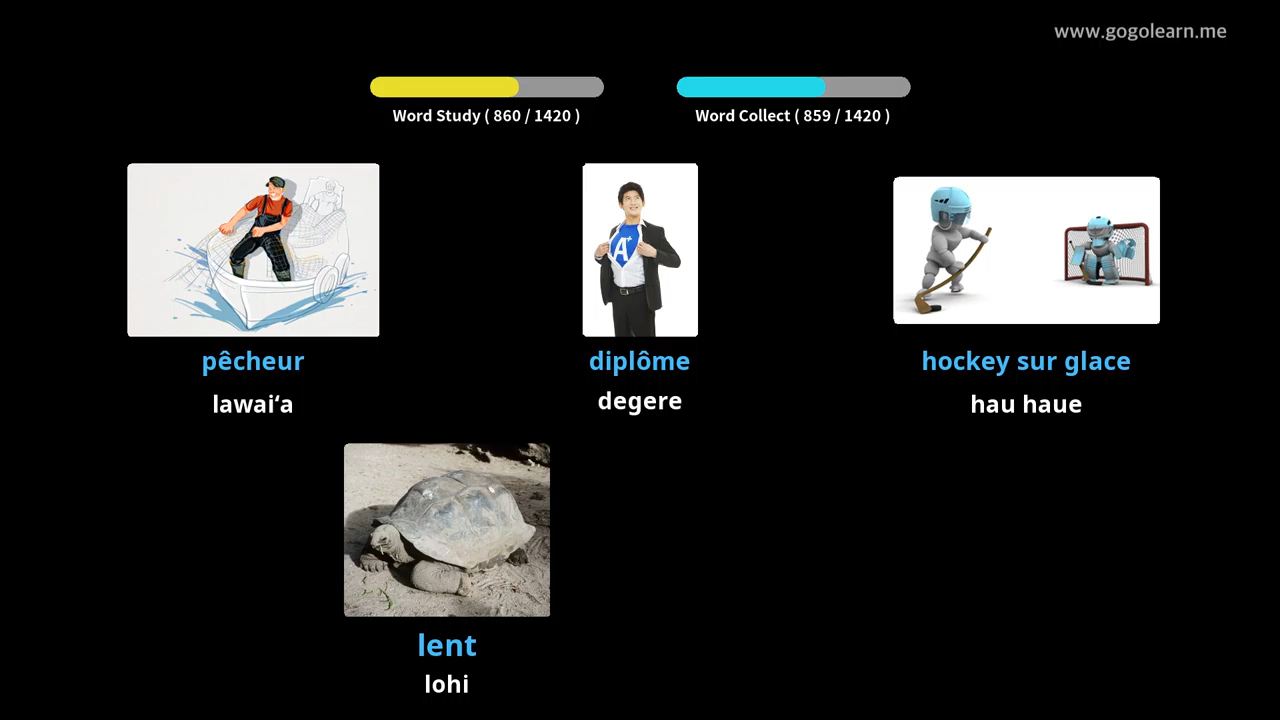 www.gogolearn.me
Word Study ( 860 / 1420 )
Word Collect ( 859 / 1420 )
A+
pêcheur
diplôme
hockey sur glace
lawaiʻa
degere
hau haue
lent
lohi